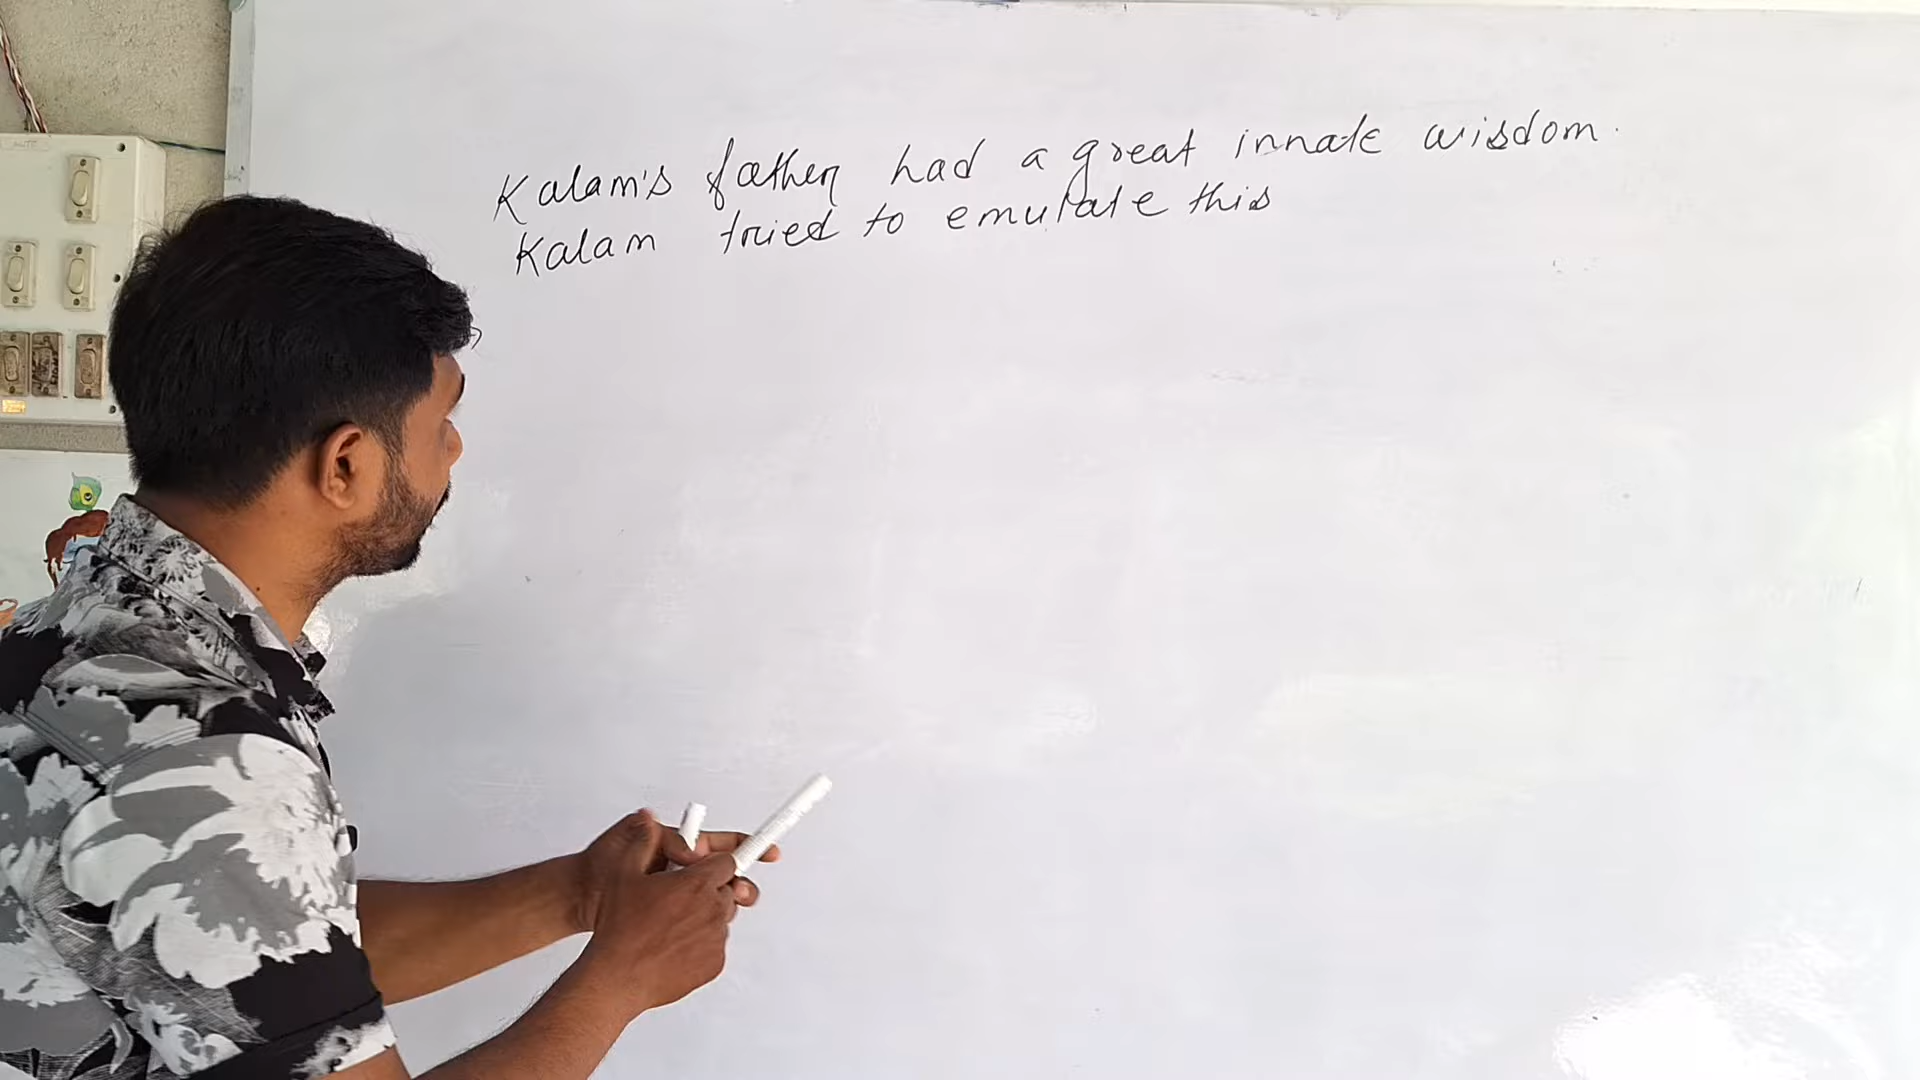 Kalam's father had a great innate wisdom.
Kalam tried to emulate this